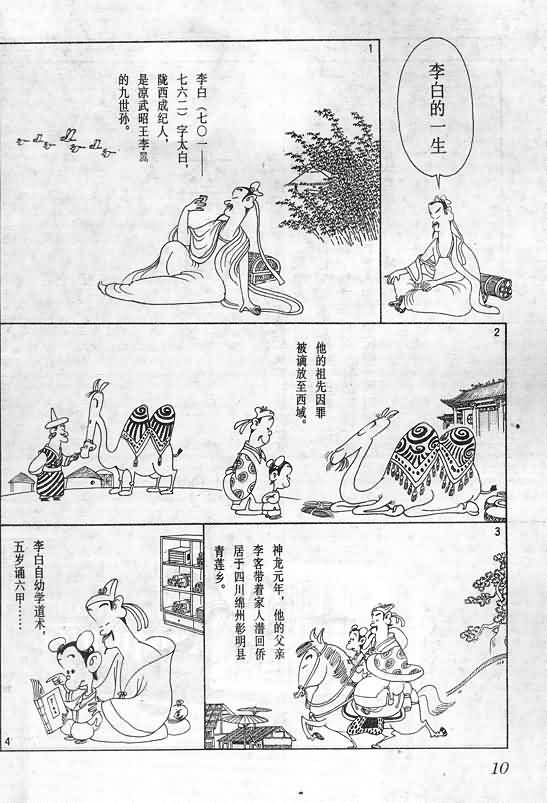 李白的一生
1
李白（七〇一——
七六二）字太白，
陇西成纪人，
是凉武昭王李暠
的九世孙。
2
他的祖先因罪
被谪放至西域。
3
神龙元年，他的父亲
李客带着家人潜回侨
居于四川绵州彰明县
青莲乡。
李白自幼学道术，
五岁诵六甲……
4
10